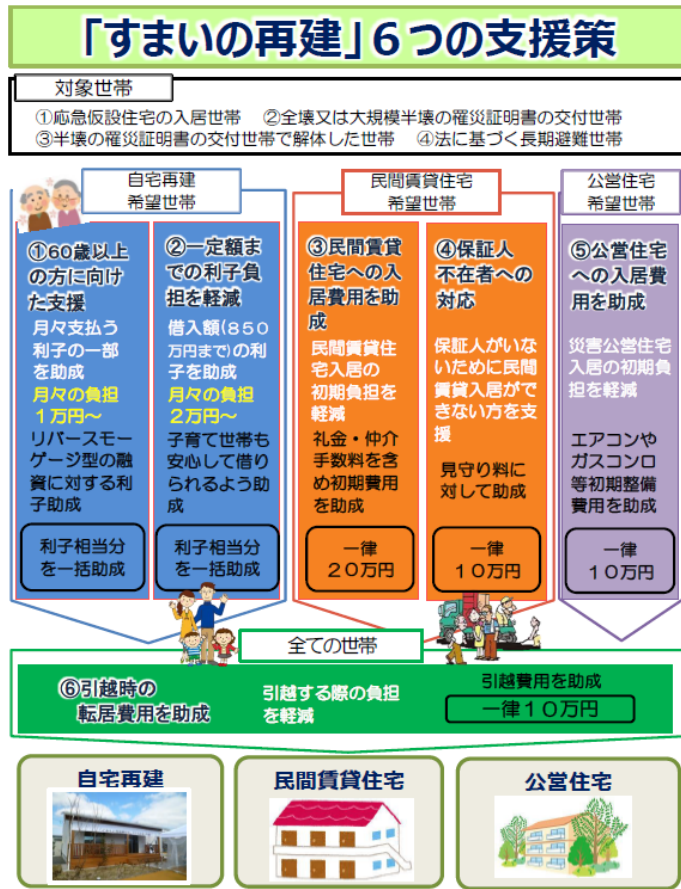 「すまいの再建」６つの支援策
対象世帯
①応急仮設住宅の入居世帯　②全壊又は大規模半壊の罹災証明書の交付世帯
③半壊の罹災証明書の交付世帯で解体した世帯　④法に基づく長期避難世帯
自宅再建
希望世帯
①60歳以上
の方に向け
た支援
月々支払う
利子の一部
を助成
月々の負担
１万円～
リバースモー
ゲージ型の融
資に対する利
子助成
利子相当分
を一括助成
②一定額ま
での利子負
担を軽減
借入額(８５０
万円まで)の利
子を助成
月々の負担
２万円～
子育て世帯も
安心して借り
られるよう助
成
利子相当分
を一括助成
民間賃貸住宅
希望世帯
③民間賃貸
住宅への入
居費用を助
成
民間賃貸住
宅入居の
初期負担を
軽減
礼金・仲介
手数料を含
め初期費用
を助成
一律
２０万円
④保証人
不在者への
対応
保証人がいな
いために民間
賃貸入居がで
きない方を支
援
見守り料に
対して助成
一律
１０万円
公営住宅
希望世帯
⑤公営住宅
への入居費
用を助成
災害公営住宅
入居の初期負
担を軽減
エアコンや
ガスコンロ
等初期整備
費用を助成
一律
１０万円
全ての世帯
⑥引越時の
転居費用を助成
引越する際の負担
を軽減
引越費用を助成
一律１０万円
自宅再建
民間賃貸住宅
公営住宅